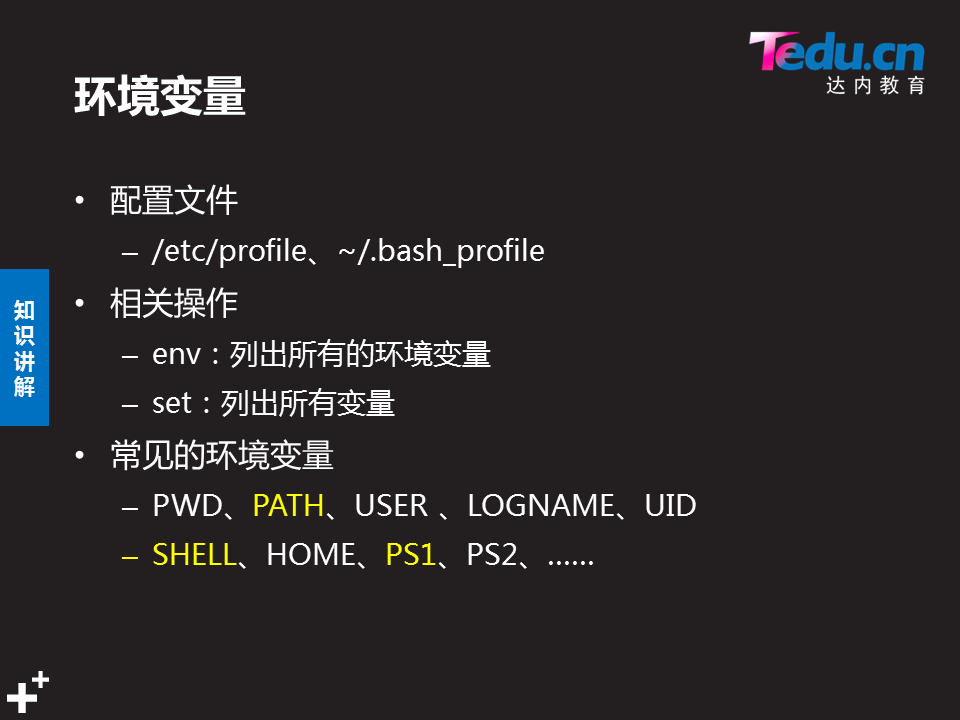 Tedu.cn
达内教育
环境变量
• 配置文件
– /etc/profile、~/.bash_profile
• 相关操作
– env：列出所有的环境变量
– set：列出所有变量
• 常见的环境变量
– PWD、PATH、USER 、LOGNAME、UID
– SHELL、HOME、PS1、PS2、……
知识讲解